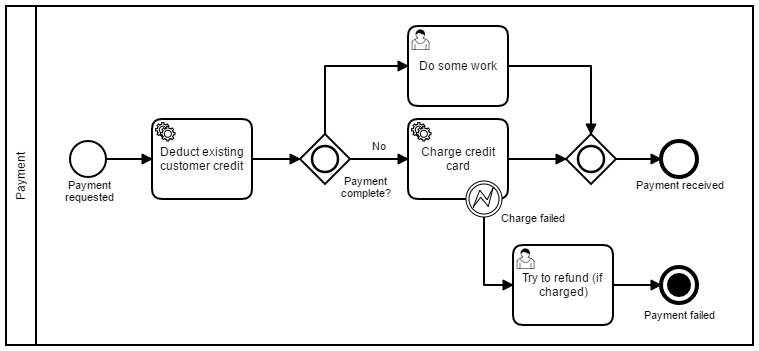 Payment
Payment
requested
Deduct existing
customer credit
No
Payment
complete?
Do some work
Charge credit
card
Charge failed
Try to refund (if
charged)
Payment received
Payment failed